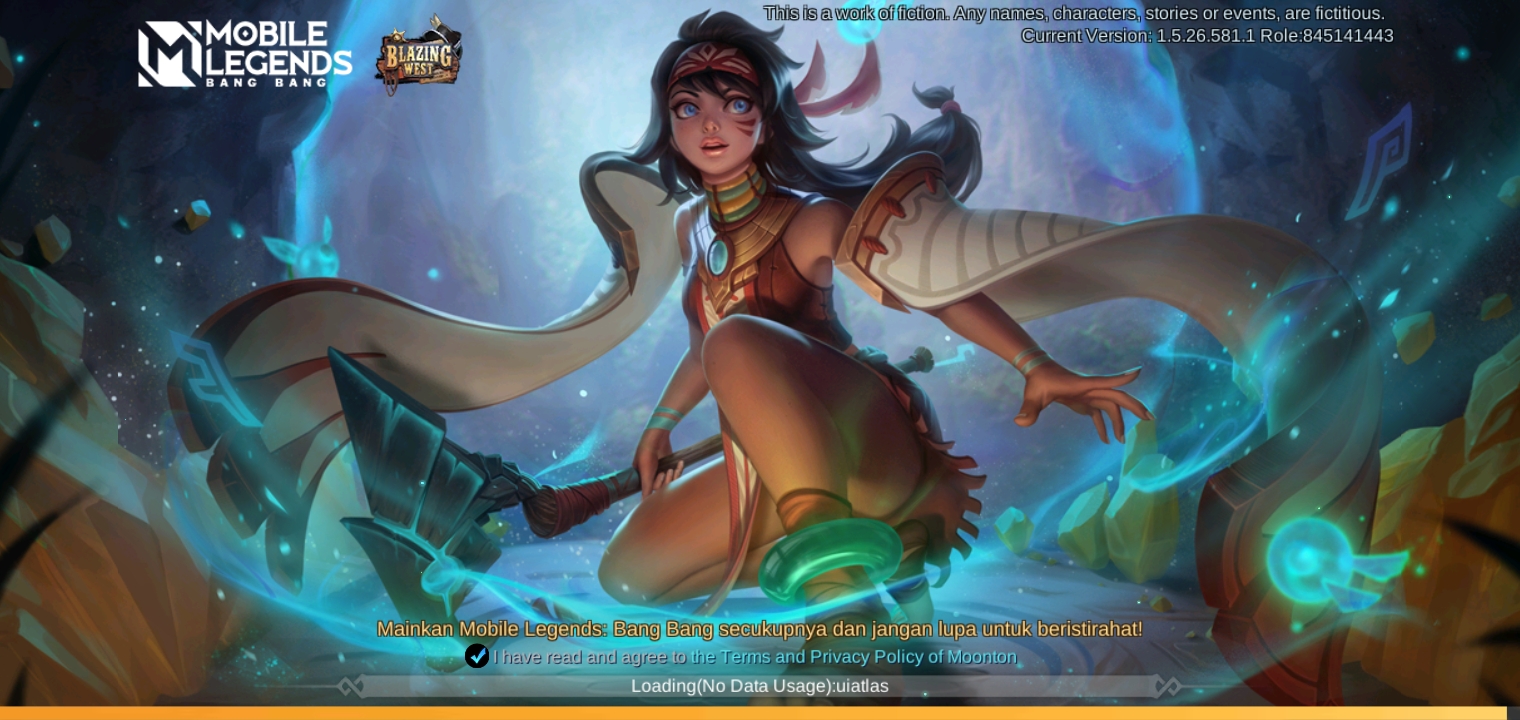 This is a work of fiction. Any names, characters, stories or events, are fictitious.
Current Version: 1.5.26.581.1 Role:845141443
MOBILE
LEGENDS
BANG BANG
BLAZING
WEST
Mainkan Mobile Legends: Bang Bang secukupnya dan jangan lupa untuk beristirahat!
I have read and agree to the Terms and Privacy Policy of Moonton
Loading(No Data Usage):uiatlas